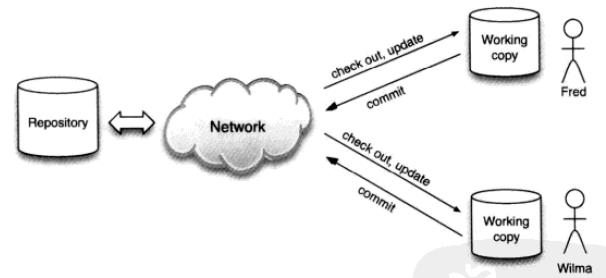 Repository
Network
check out, update
commit
Working
copy
Fred
check out, update
commit
Working
copy
Wilma